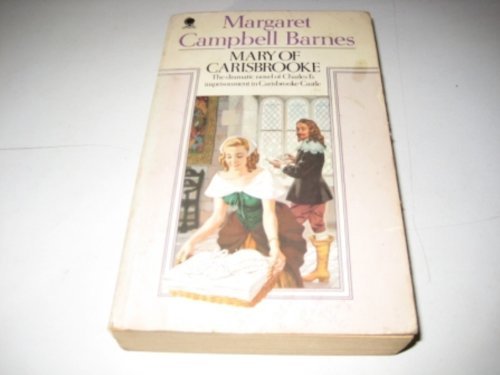 Margaret
Campbell Barnes
MARY OF
CARISBROOKE
The dramatic novel of Charles I's
imprisonment in Carisbrooke Castle